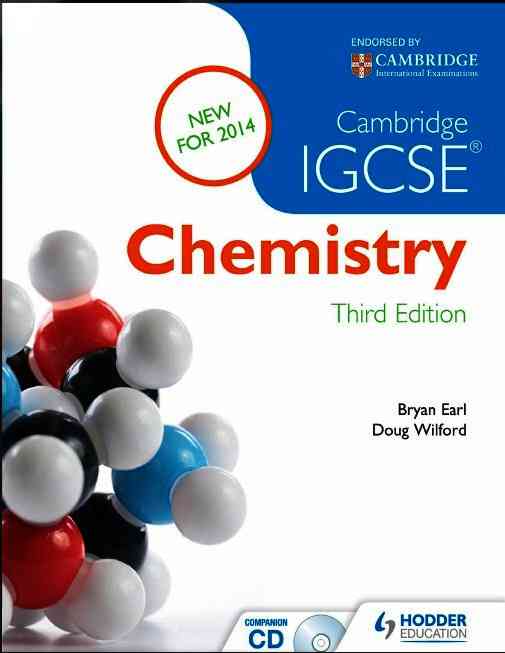 ENDORSED BY
CAMBRIDGE
International Examinations
NEW
FOR 2014
Cambridge
IGCSE®
Chemistry
Third Edition
Bryan Earl
Doug Wilford
COMPANION
CD
HODDER
EDUCATION